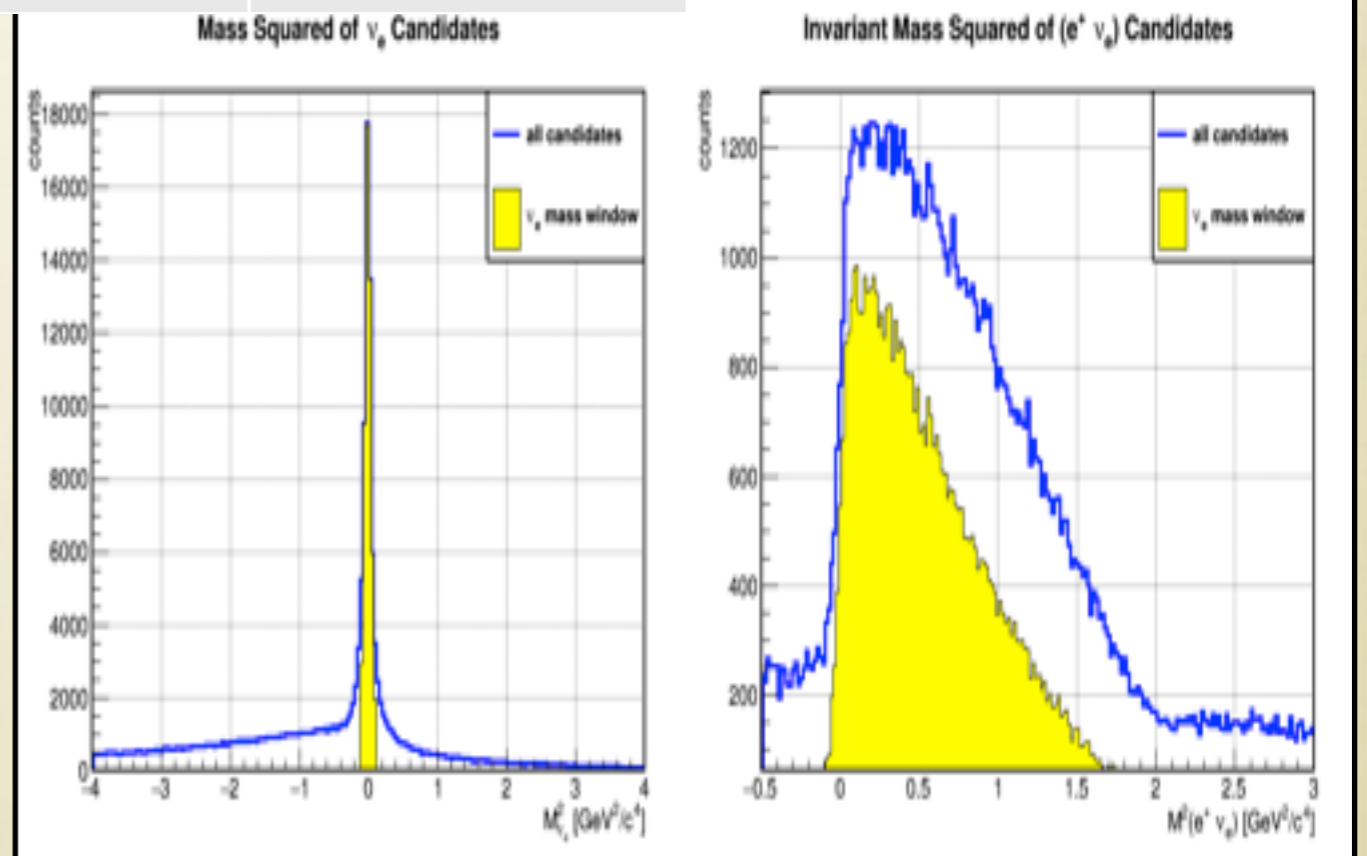 Mass Squared of νe Candidates
counts
18000
16000
14000
12000
10000
8000
6000
4000
2000
0
all candidates
νe mass window
−4 −3 −2 −1 0 1 2 3 4
M²νe [GeV²/c⁴]
Invariant Mass Squared of (e⁺ νe) Candidates
counts
1200
1000
800
600
400
200
all candidates
νe mass window
−0.5 0 0.5 1 1.5 2 2.5 3
M²(e⁺ νe) [GeV²/c⁴]